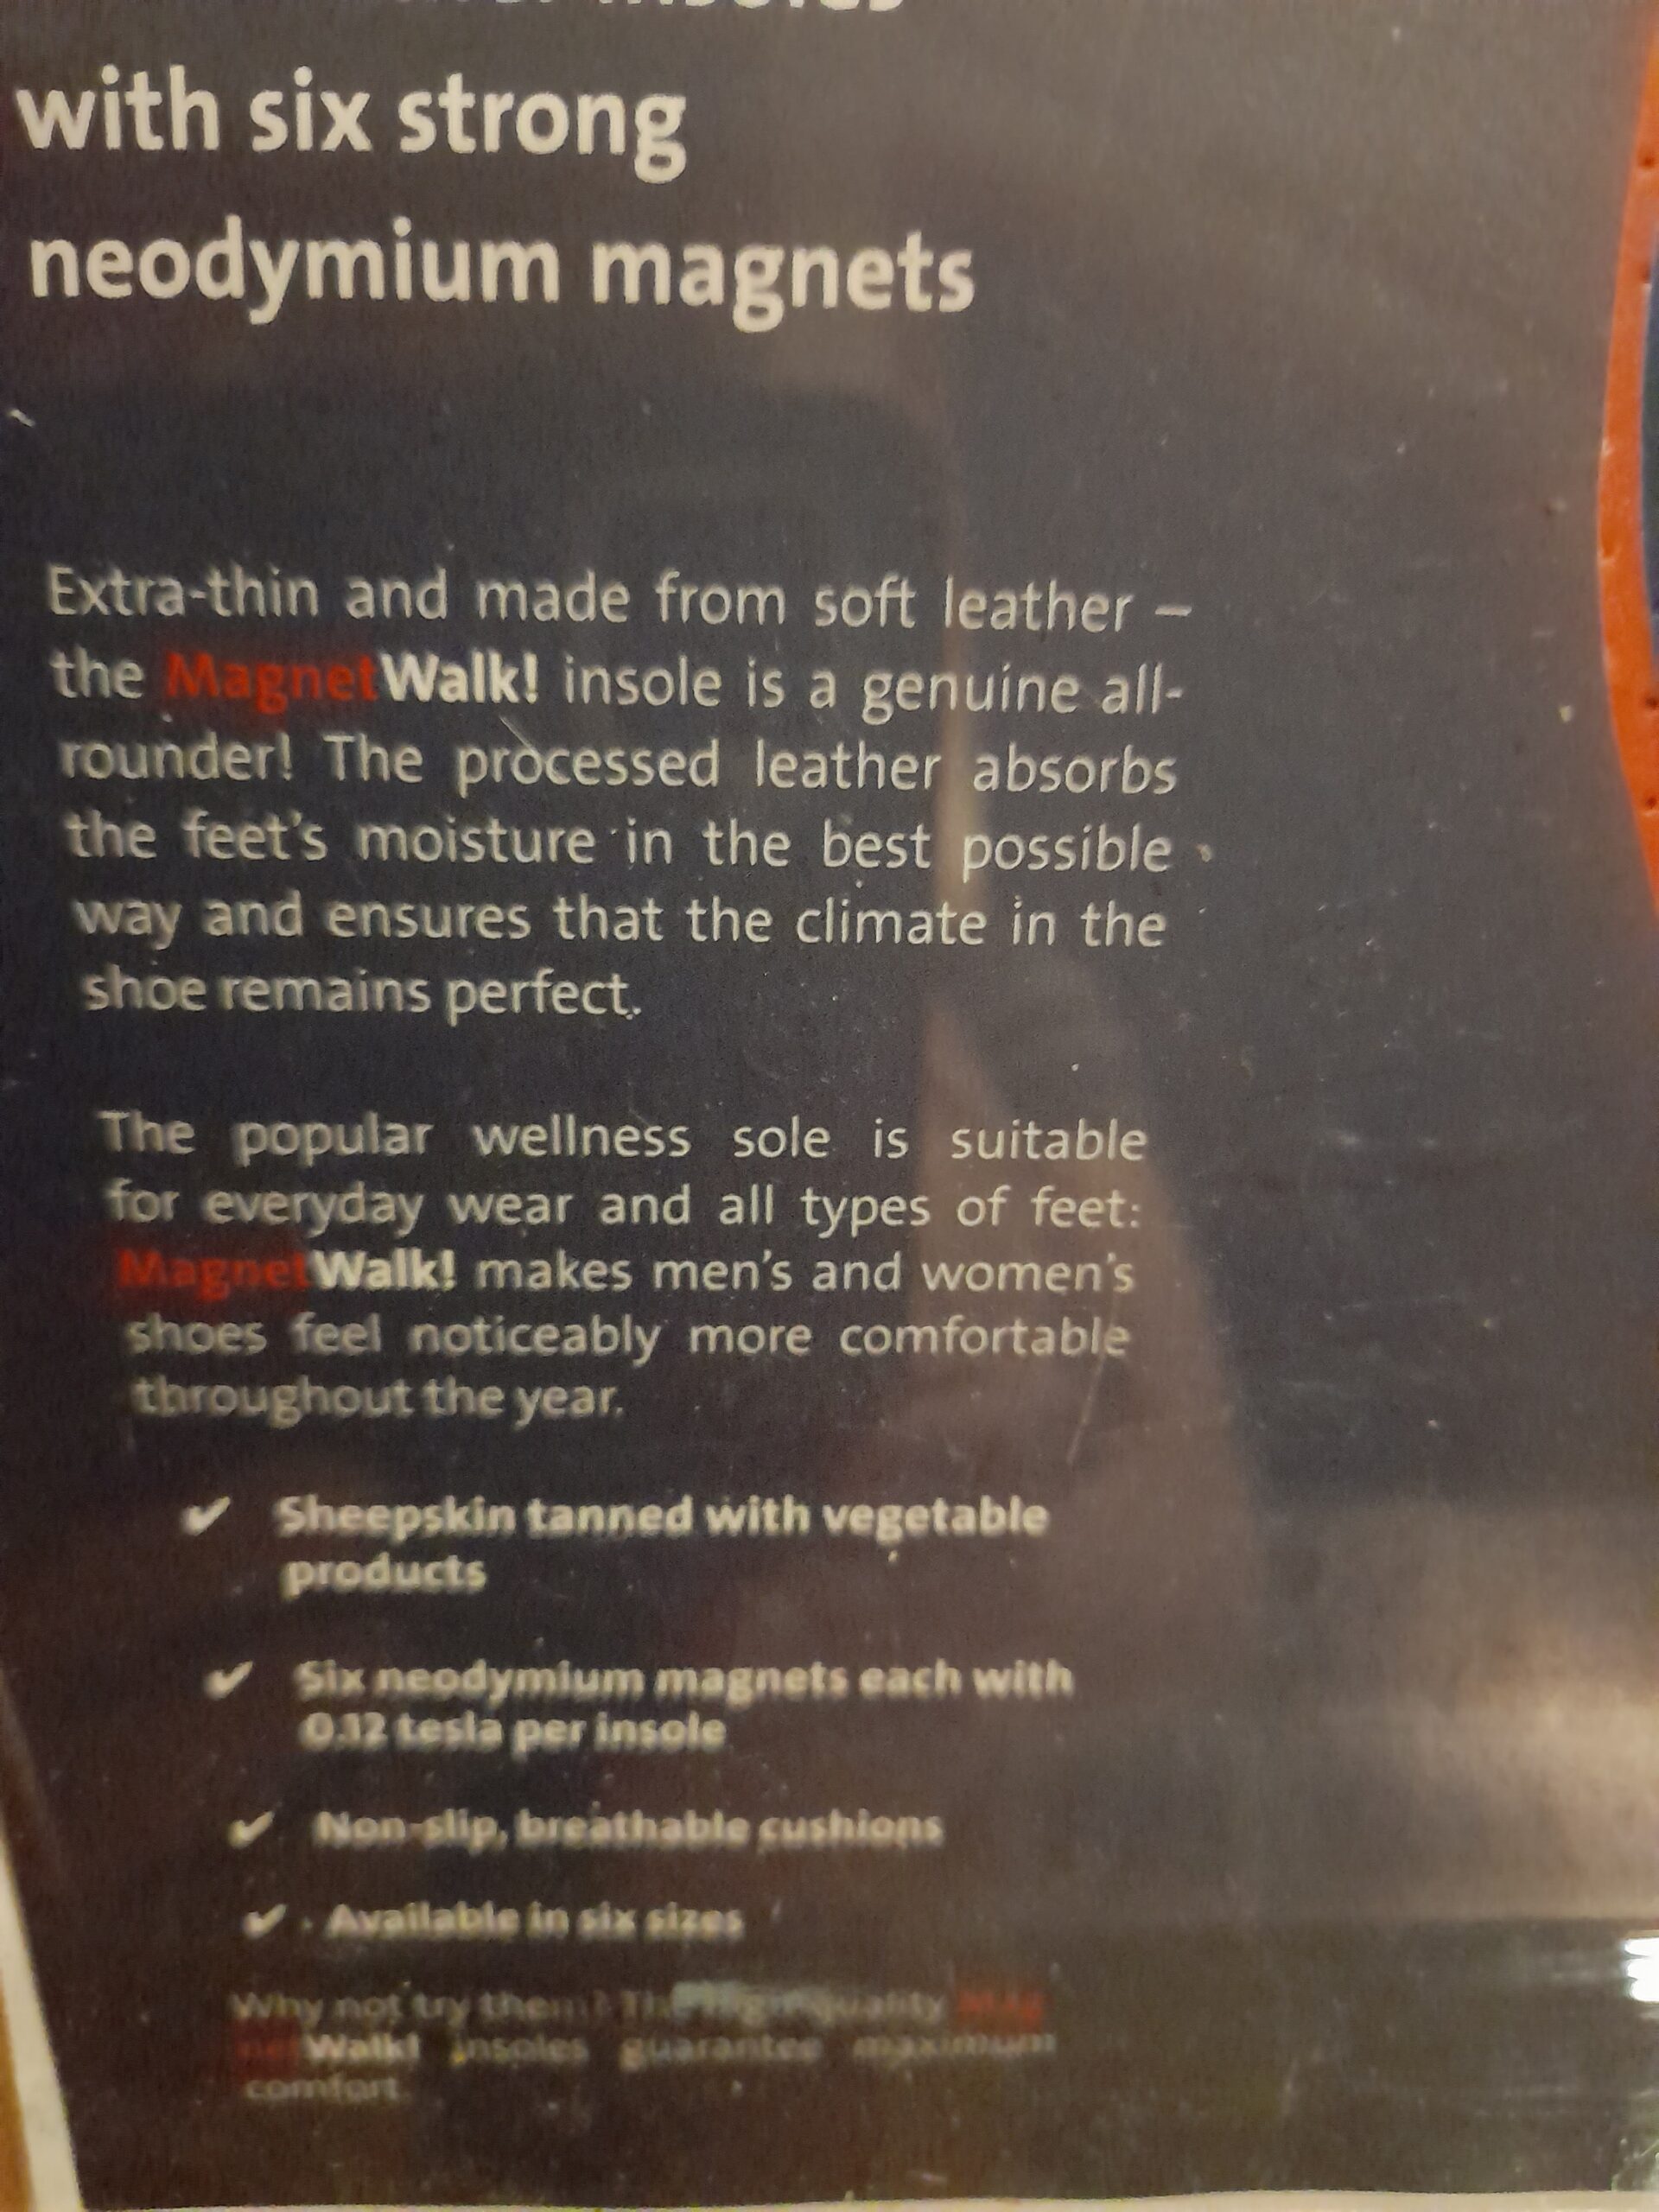 with six strong
neodymium magnets
Extra-thin and made from soft leather –
the MagnetWalk! insole is a genuine all-
rounder! The processed leather absorbs
the feet's moisture in the best possible
way and ensures that the climate in the
shoe remains perfect.
The popular wellness sole is suitable
for everyday wear and all types of feet:
MagnetWalk! makes men's and women's
shoes feel noticeably more comfortable
throughout the year.
✔ Sheepskin tanned with vegetable
products
✔ Six neodymium magnets each with
0.12 tesla per insole
✔ Non-slip, breathable cushions
✔ Available in six sizes
Why not try them? The high-quality Mag
netWalk! insoles guarantee maximum
comfort.